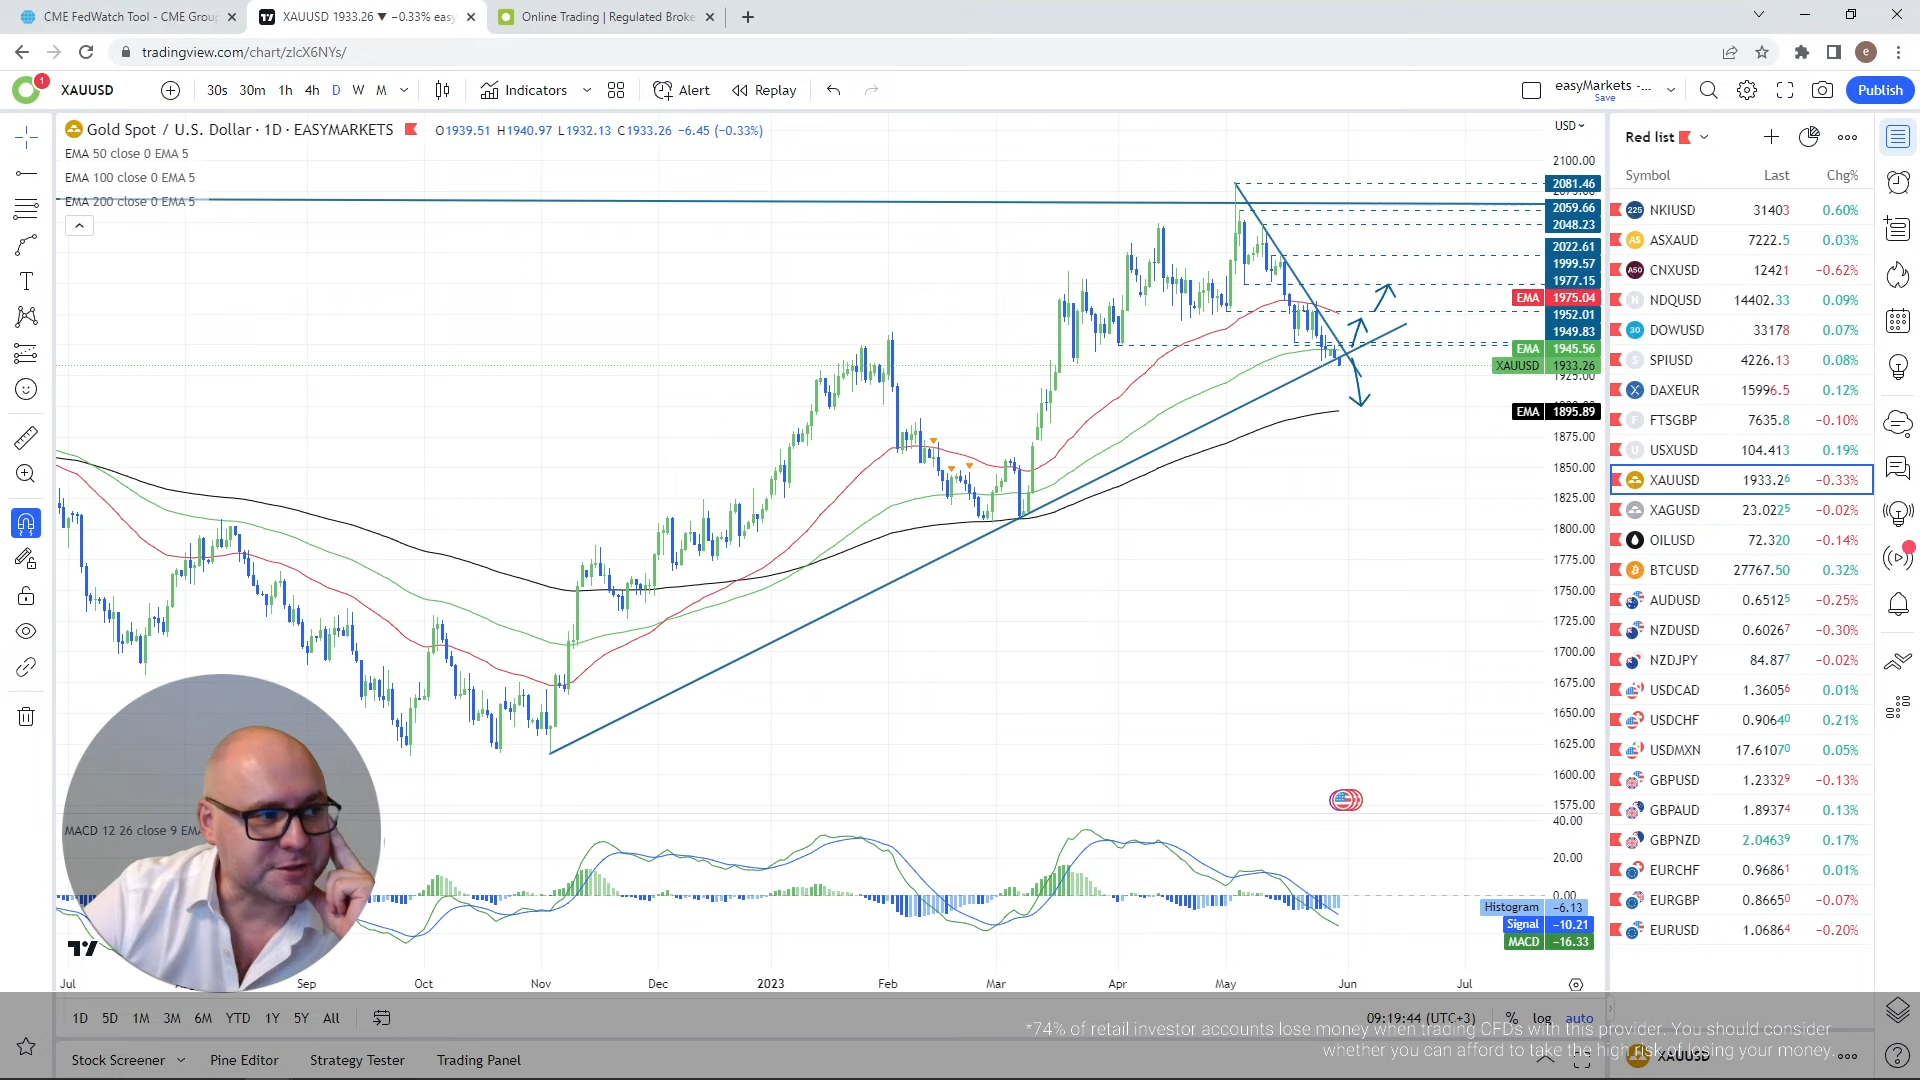 CME FedWatch Tool - CME Group
XAUUSD 1933.26 ▼ −0.33% easy
Online Trading | Regulated Broke
tradingview.com/chart/zlcX6NYs/
e
1
XAUUSD
30s 30m 1h 4h D W M
Indicators
Alert
Replay
easyMarkets -...
Save
Publish
Gold Spot / U.S. Dollar · 1D · EASYMARKETS
O1939.51 H1940.97 L1932.13 C1933.26 −6.45 (−0.33%)
EMA 50 close 0 EMA 5
EMA 100 close 0 EMA 5
EMA 200 close 0 EMA 5
USD
2100.00
2081.46
2059.66
2048.23
2022.61
1999.57
1977.15
EMA 1975.04
1952.01
1949.83
EMA 1945.56
XAUUSD 1933.26
1925.00
EMA 1895.89
1875.00
1850.00
1825.00
1800.00
1775.00
1750.00
1725.00
1700.00
1675.00
1650.00
1625.00
1600.00
1575.00
MACD 12 26 close 9 EMA
40.00
20.00
0.00
Histogram −6.13
Signal −10.21
MACD −16.33
Jul Sep Oct Nov Dec 2023 Feb Mar Apr May Jun Jul
Red list
Symbol Last Chg%
NKIUSD 31403 0.60%
ASXAUD 7222.5 0.03%
CNXUSD 12421 −0.62%
NDQUSD 14402.33 0.09%
DOWUSD 33178 0.07%
SPIUSD 4226.13 0.08%
DAXEUR 15996.5 0.12%
FTSGBP 7635.8 −0.10%
USXUSD 104.413 0.19%
XAUUSD 1933.26 −0.33%
XAGUSD 23.0225 −0.02%
OILUSD 72.320 −0.14%
BTCUSD 27767.50 0.32%
AUDUSD 0.65125 −0.25%
NZDUSD 0.60267 −0.30%
NZDJPY 84.877 −0.02%
USDCAD 1.36056 0.01%
USDCHF 0.90640 0.21%
USDMXN 17.61070 0.05%
GBPUSD 1.23329 −0.13%
GBPAUD 1.89374 0.13%
GBPNZD 2.04639 0.17%
EURCHF 0.96861 0.01%
EURGBP 0.86650 −0.07%
EURUSD 1.06864 −0.20%
1D 5D 1M 3M 6M YTD 1Y 5Y All
09:19:44 (UTC+3) % log auto
*74% of retail investor accounts lose money when trading CFDs with this provider. You should consider
whether you can afford to take the high risk of losing your money.
Stock Screener Pine Editor Strategy Tester Trading Panel
XAUUSD